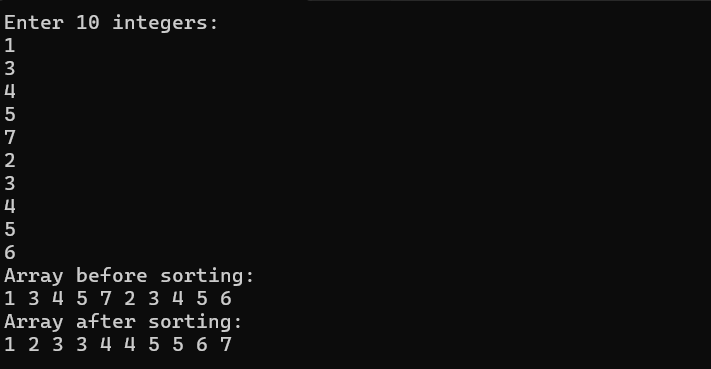 Enter 10 integers:
1
3
4
5
7
2
3
4
5
6
Array before sorting:
1 3 4 5 7 2 3 4 5 6
Array after sorting:
1 2 3 3 4 4 5 5 6 7